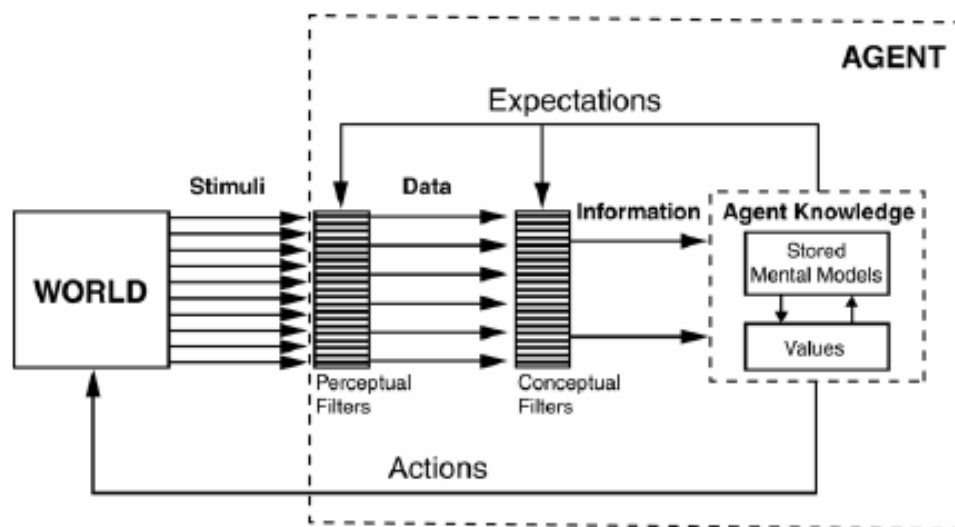 AGENT
Expectations
Stimuli
Data
Information
Agent Knowledge
Stored
Mental Models
Values
WORLD
Perceptual
Filters
Conceptual
Filters
Actions